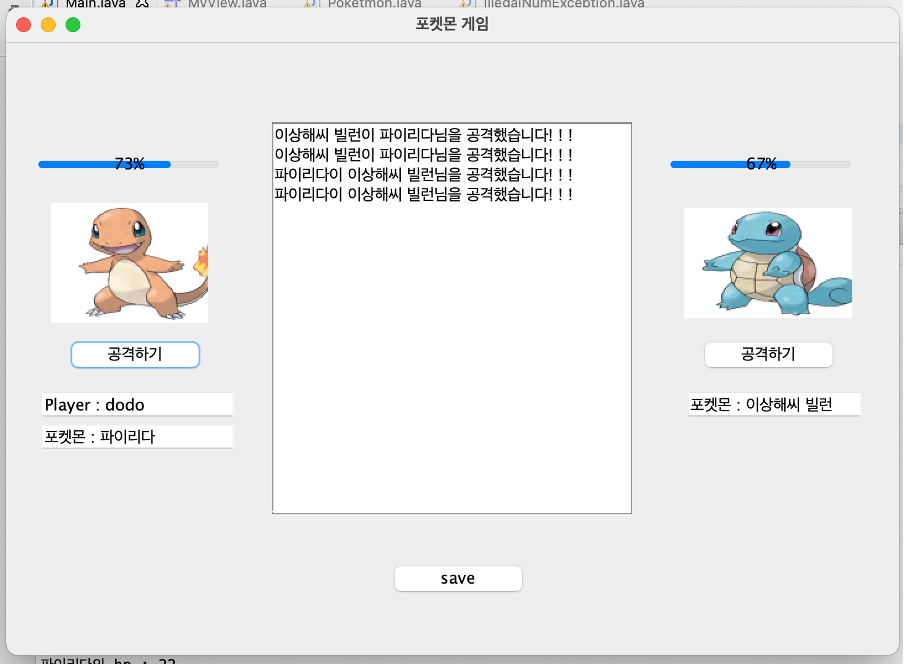 Main.java MyView.java Poketmon.java IllegalNumException.java
포켓몬 게임
이상해씨 빌런이 파이리다님을 공격했습니다! ! !
이상해씨 빌런이 파이리다님을 공격했습니다! ! !
파이리다이 이상해씨 빌런님을 공격했습니다! ! !
파이리다이 이상해씨 빌런님을 공격했습니다! ! !
73%
67%
공격하기
공격하기
Player : dodo
포켓몬 : 이상해씨 빌런
포켓몬 : 파이리다
save
파이리다의 hp : 22